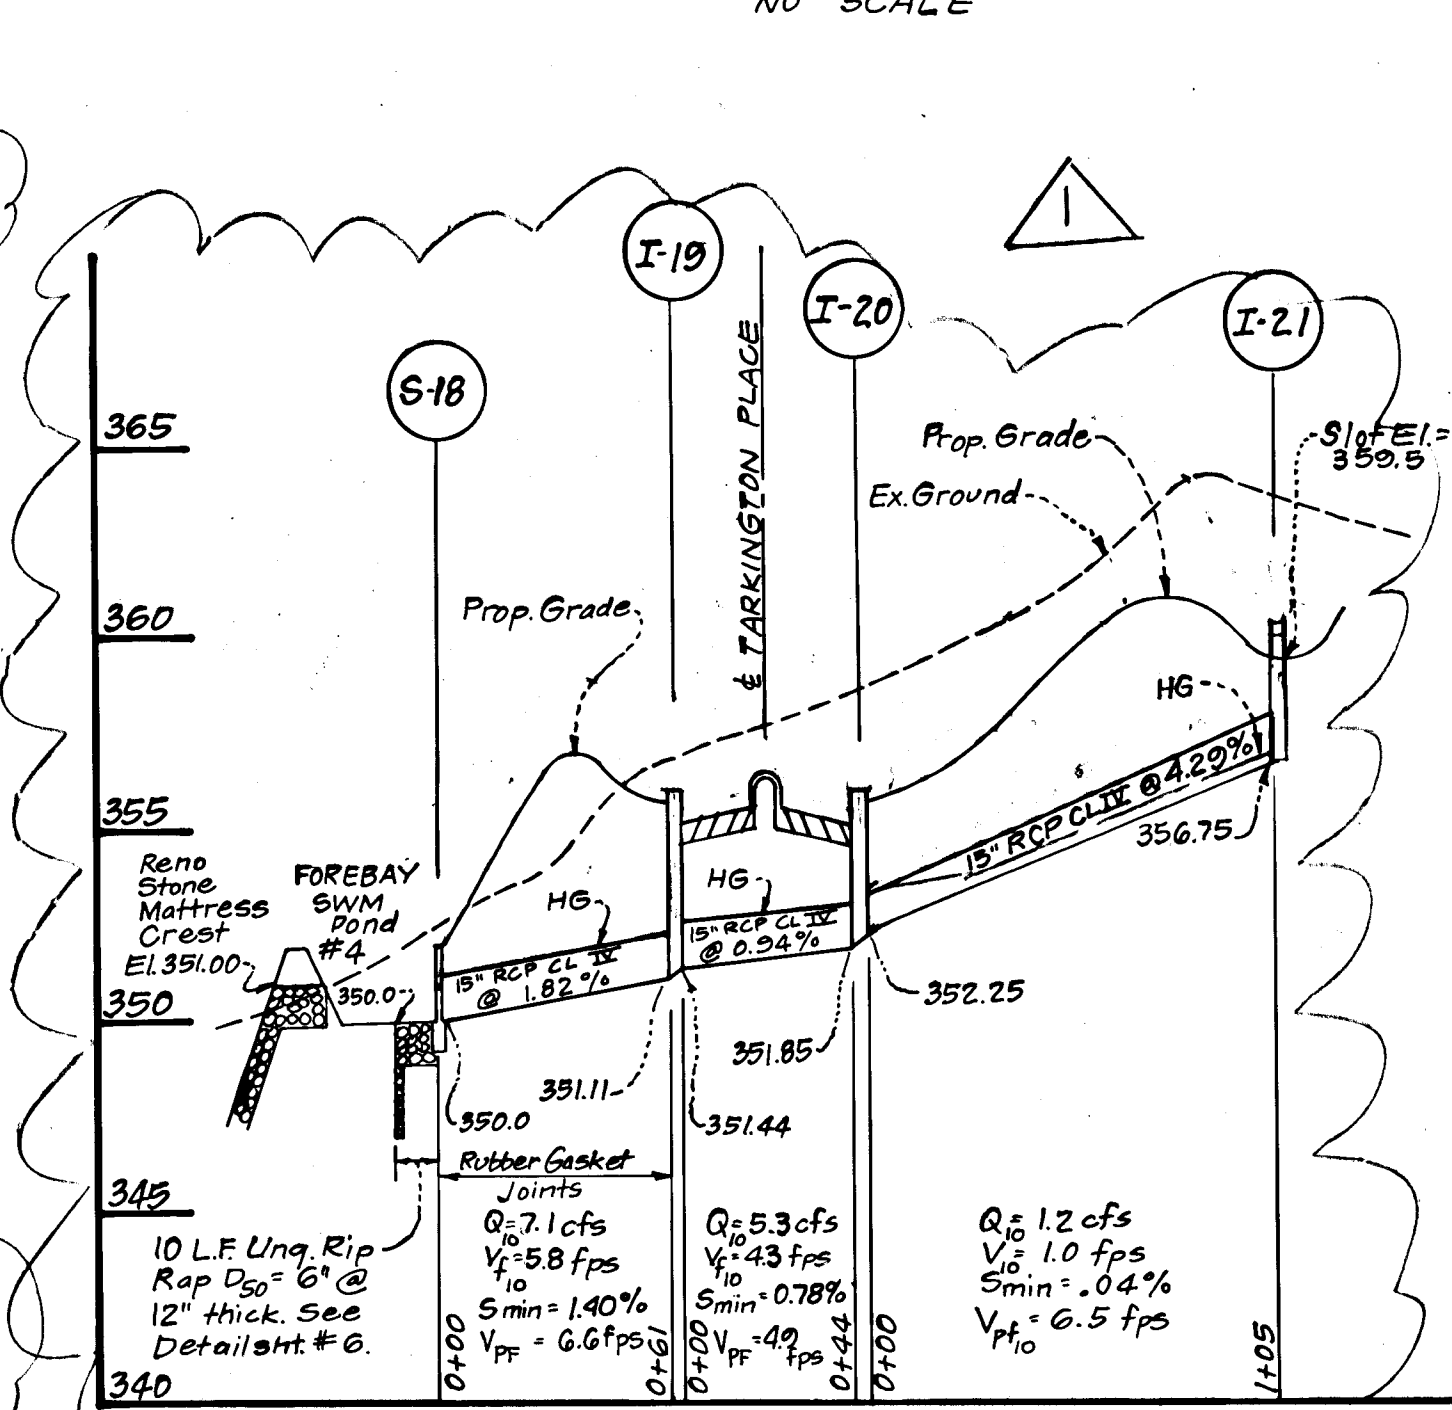 NO SCALE
1
I-19
I-20
I-21
S-18
365
360
355
350
345
340
℄ TARKINGTON PLACE
Prop. Grade
Ex. Ground
Slot El. =
359.5
Prop. Grade
HG
15" RCP CL IV @ 4.29%
356.75
Reno
Stone
Mattress
Crest
El. 351.00
FOREBAY
SWM
Pond
#4
350.0
HG
15" RCP CL IV
@ 1.82%
HG
15" RCP CL IV
@ 0.94%
352.25
351.85
351.11
350.0
351.44
Rubber Gasket
Joints
10 L.F. Ung. Rip
Rap D50 = 6" @
12" thick. See
Detail sht. # 6.
Q10 = 7.1 cfs
Vf10 = 5.8 fps
Smin = 1.40%
VPF = 6.6 fps
Q10 = 5.3 cfs
Vf10 = 4.3 fps
Smin = 0.78%
VPF = 4.9 fps
Q10 = 1.2 cfs
V10 = 1.0 fps
Smin = .04%
Vpf10 = 6.5 fps
0+00
0+61
0+00
0+44
0+00
1+05